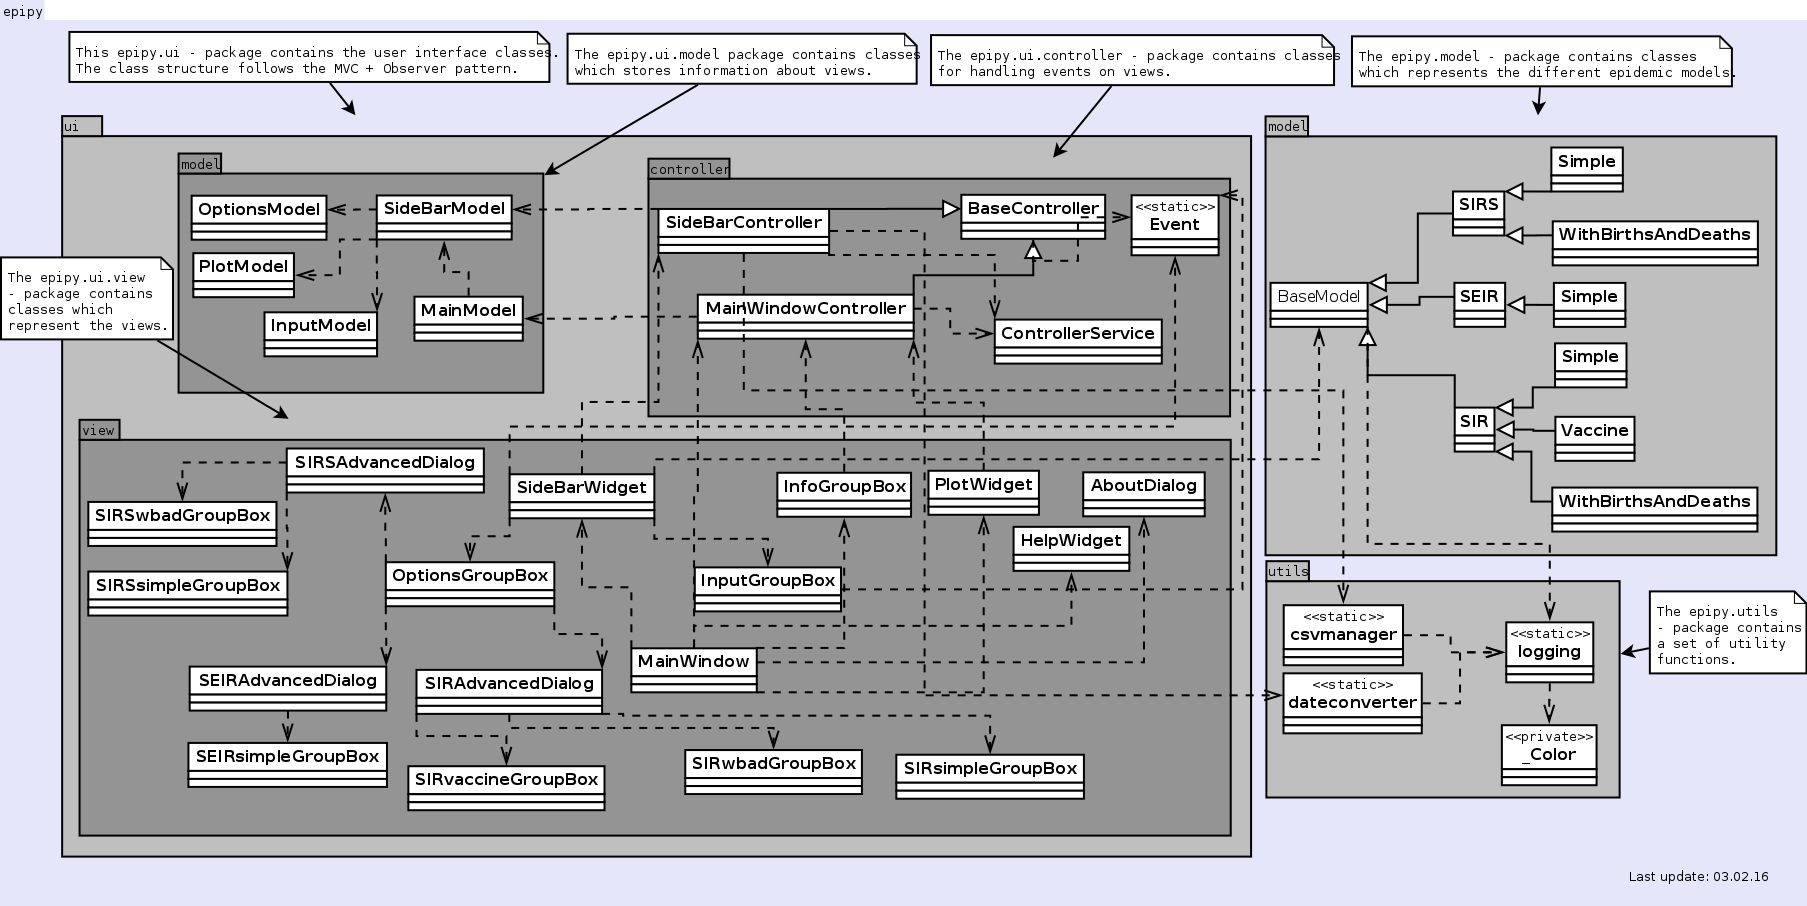 epipy
This epipy.ui - package contains the user interface classes.
The class structure follows the MVC + Observer pattern.
The epipy.ui.model package contains classes
which stores information about views.
The epipy.ui.controller - package contains classes
for handling events on views.
The epipy.model - package contains classes
which represents the different epidemic models.
ui
model
OptionsModel
SideBarModel
PlotModel
InputModel
MainModel
controller
SideBarController
BaseController
<<static>>
Event
MainWindowController
ControllerService
The epipy.ui.view
- package contains
classes which
represent the views.
view
SIRSAdvancedDialog
SIRSwbadGroupBox
SIRSsimpleGroupBox
SideBarWidget
OptionsGroupBox
InfoGroupBox
PlotWidget
AboutDialog
HelpWidget
InputGroupBox
MainWindow
SEIRAdvancedDialog
SIRAdvancedDialog
SEIRsimpleGroupBox
SIRvaccineGroupBox
SIRwbadGroupBox
SIRsimpleGroupBox
model
Simple
SIRS
WithBirthsAndDeaths
BaseModel
SEIR
Simple
Simple
SIR
Vaccine
WithBirthsAndDeaths
utils
<<static>>
csvmanager
<<static>>
logging
<<static>>
dateconverter
<<private>>
_Color
The epipy.utils
- package contains
a set of utility
functions.
Last update: 03.02.16